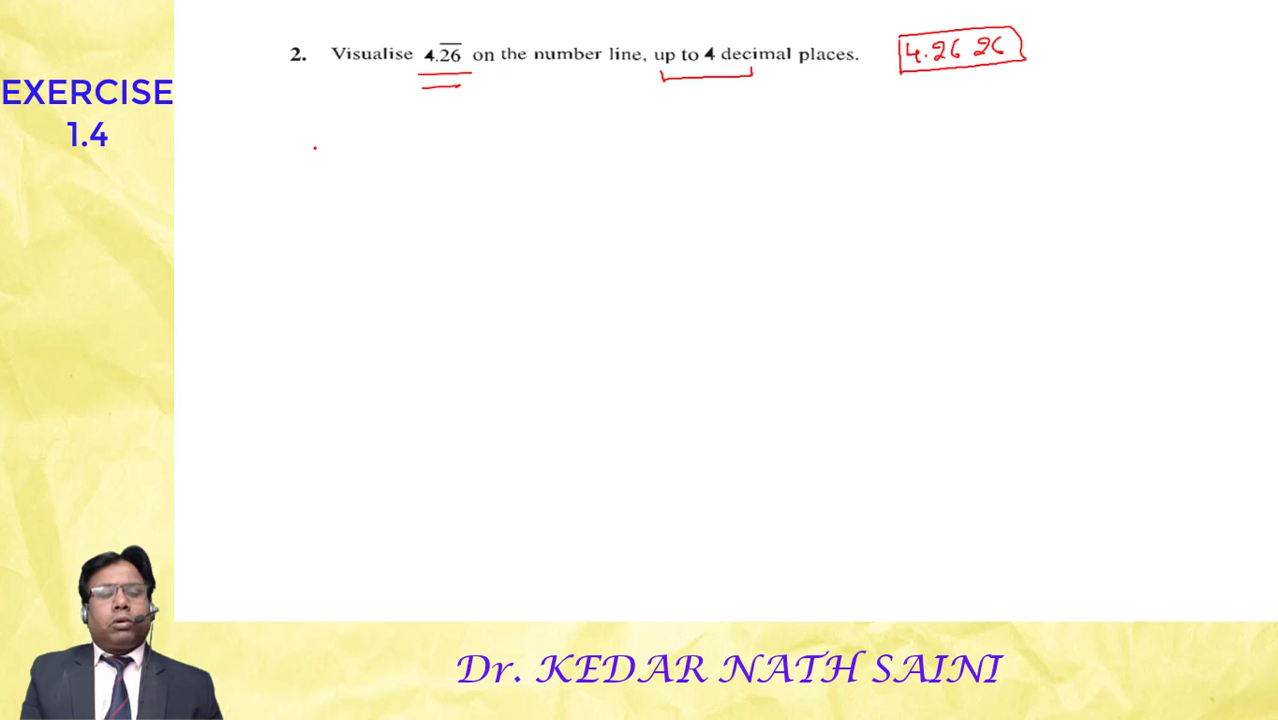 2. Visualise 4.2̅6̅ on the number line, up to 4 decimal places.
4.26 26
EXERCISE
1.4
Dr. KEDAR NATH SAINI